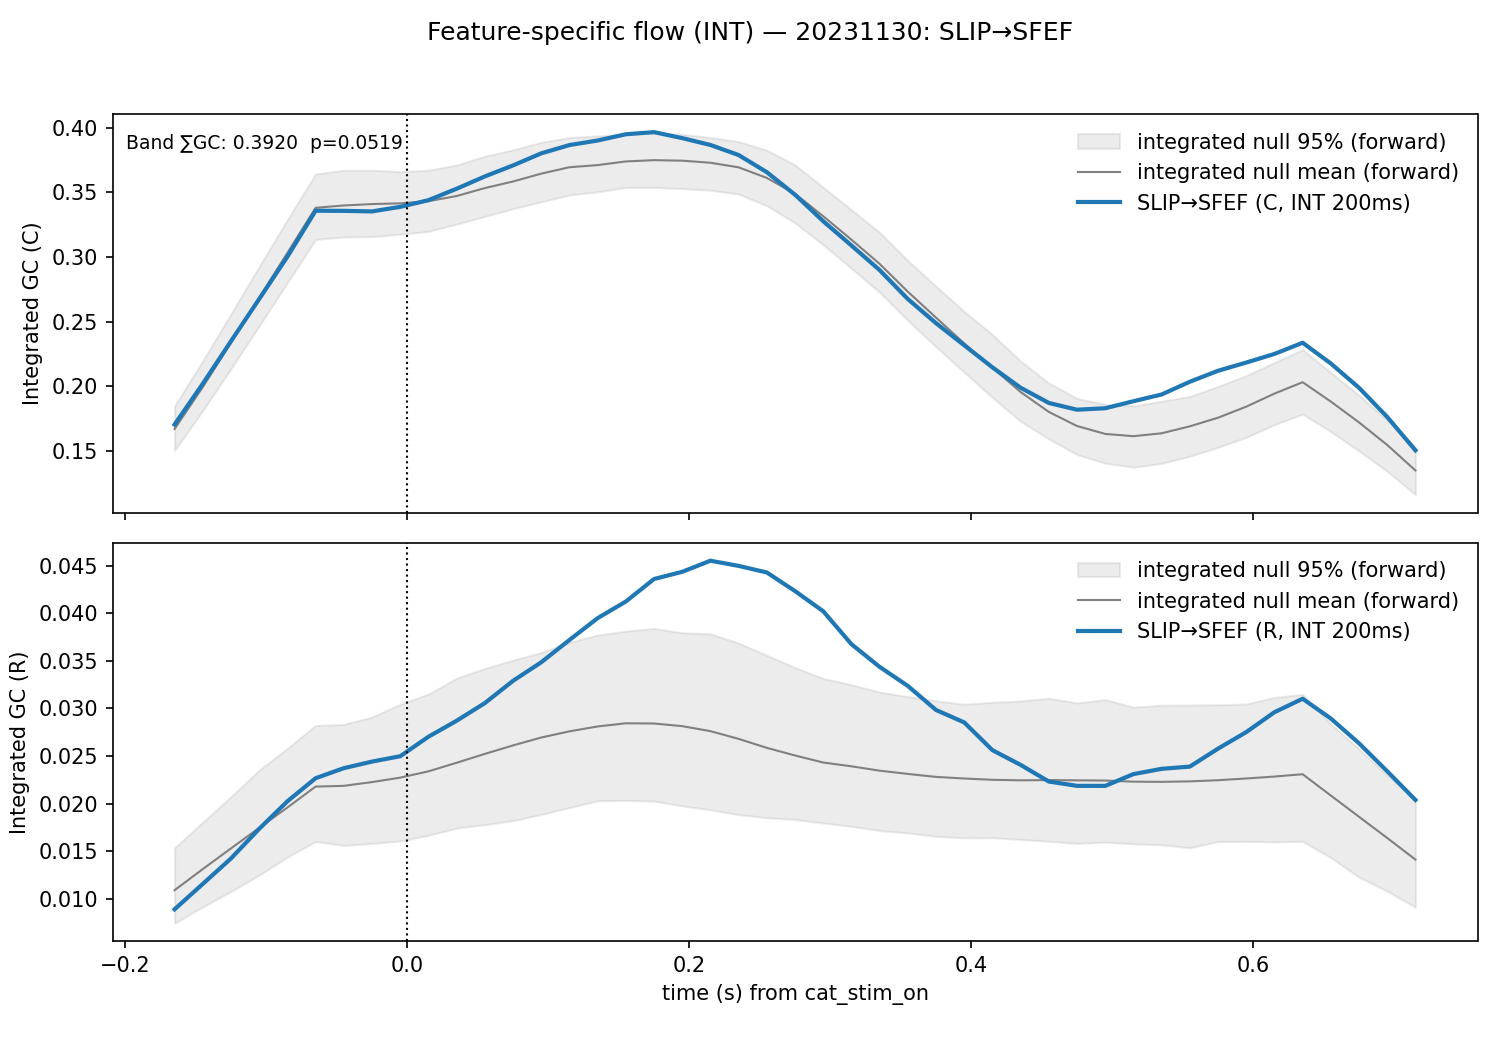 Feature-specific flow (INT) — 20231130: SLIP→SFEF
Band ∑GC: 0.3920  p=0.0519
integrated null 95% (forward)
integrated null mean (forward)
SLIP→SFEF (C, INT 200ms)
Integrated GC (C)
0.40
0.35
0.30
0.25
0.20
0.15
integrated null 95% (forward)
integrated null mean (forward)
SLIP→SFEF (R, INT 200ms)
Integrated GC (R)
0.045
0.040
0.035
0.030
0.025
0.020
0.015
0.010
−0.2 0.0 0.2 0.4 0.6
time (s) from cat_stim_on